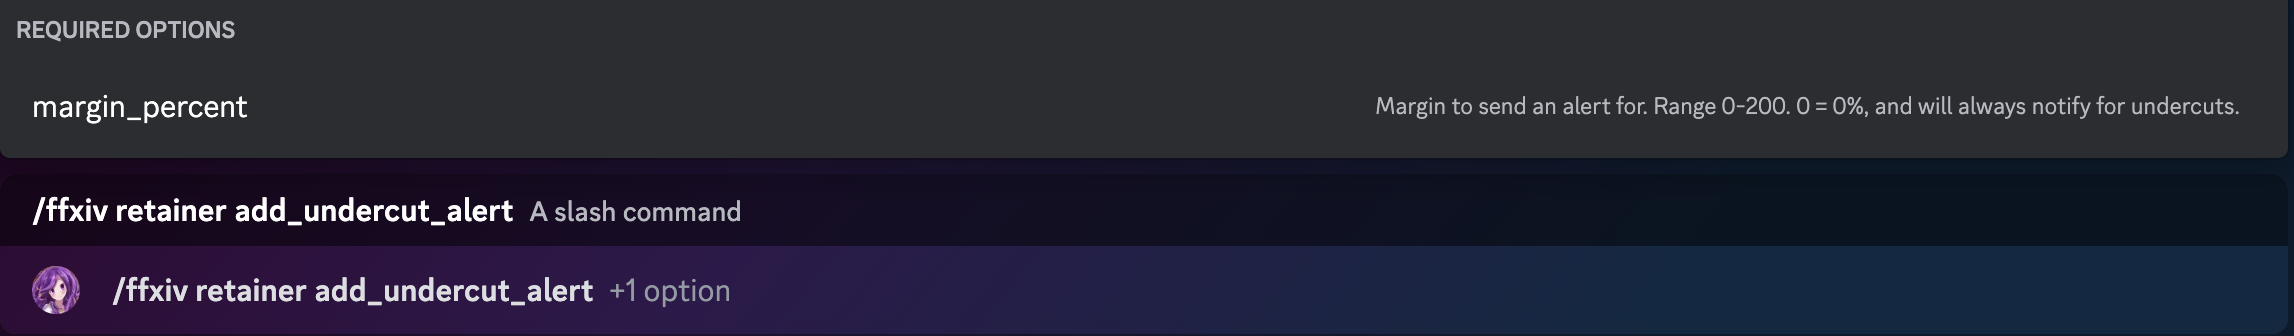 REQUIRED OPTIONS
margin_percent Margin to send an alert for. Range 0-200. 0 = 0%, and will always notify for undercuts.
/ffxiv retainer add_undercut_alert A slash command
/ffxiv retainer add_undercut_alert +1 option